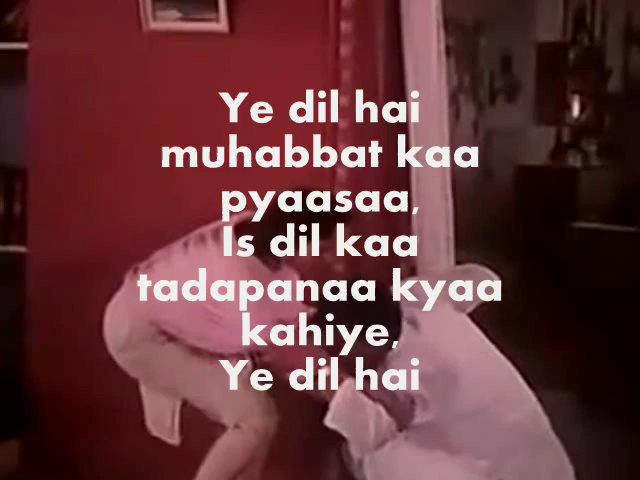 Ye dil hai
muhabbat kaa
pyaasaa,
Is dil kaa
tadapanaa kyaa
kahiye,
Ye dil hai